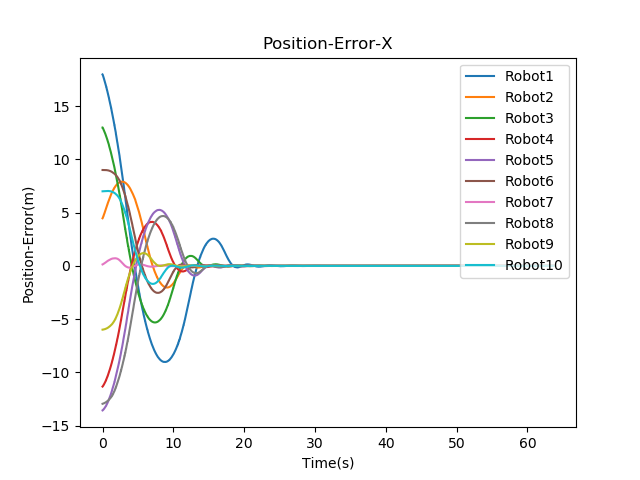 Position-Error-X
Position-Error(m)
15
10
5
0
−5
−10
−15
0
10
20
30
40
50
60
Time(s)
Robot1
Robot2
Robot3
Robot4
Robot5
Robot6
Robot7
Robot8
Robot9
Robot10